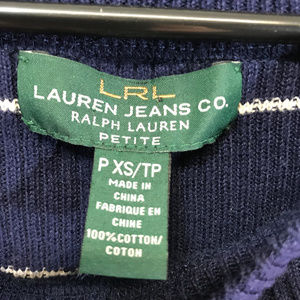 LRL
LAUREN JEANS CO.
RALPH LAUREN
PETITE
P XS/TP
MADE IN
CHINA
FABRIQUE EN
CHINE
100%COTTON/
COTON